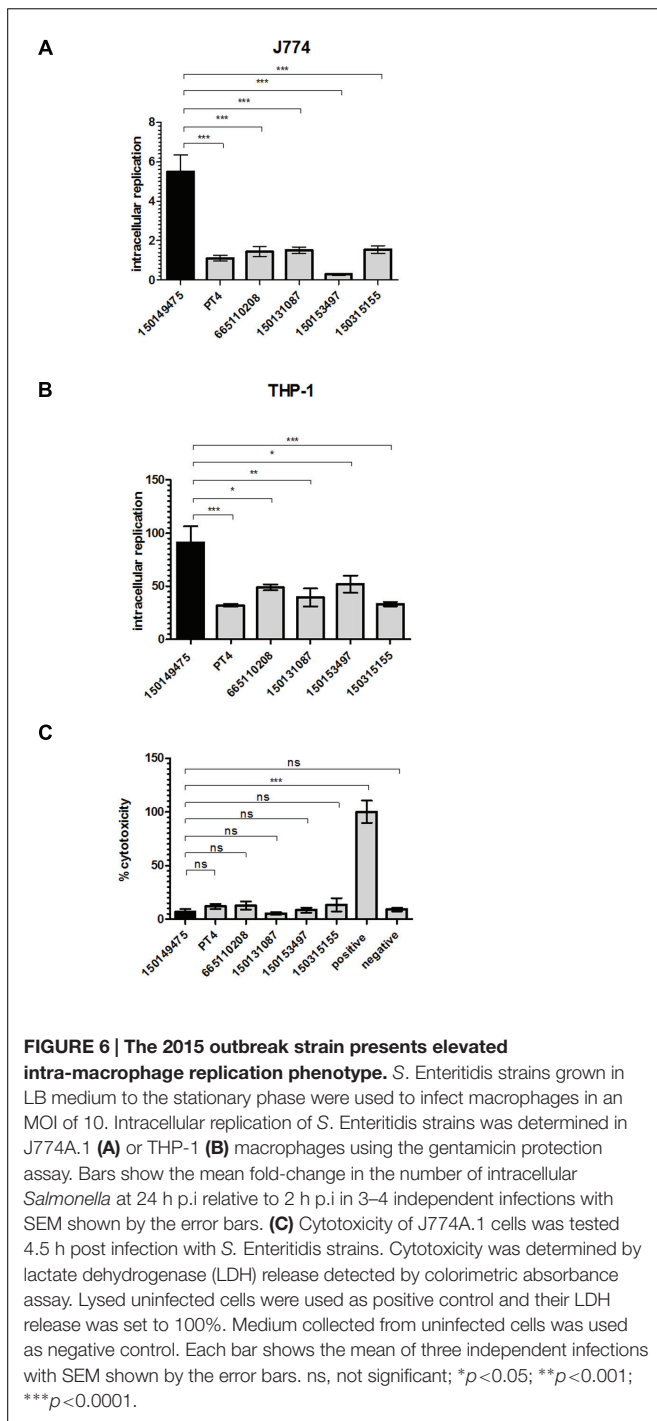 A
J774
***
***
***
***
***
8
6
4
2
0
intracellular replication
150149475
PT4
665110208
150131087
150153497
150315155
B
THP-1
***
*
**
*
***
150
100
50
0
intracellular replication
150149475
PT4
665110208
150131087
150153497
150315155
C
ns
***
ns
ns
ns
ns
ns
150
100
50
0
% cytotoxicity
150149475
PT4
665110208
150131087
150153497
150315155
positive
negative
FIGURE 6 | The 2015 outbreak strain presents elevated
intra-macrophage replication phenotype. S. Enteritidis strains grown in
LB medium to the stationary phase were used to infect macrophages in an
MOI of 10. Intracellular replication of S. Enteritidis strains was determined in
J774A.1 (A) or THP-1 (B) macrophages using the gentamicin protection
assay. Bars show the mean fold-change in the number of intracellular
Salmonella at 24 h p.i relative to 2 h p.i in 3–4 independent infections with
SEM shown by the error bars. (C) Cytotoxicity of J774A.1 cells was tested
4.5 h post infection with S. Enteritidis strains. Cytotoxicity was determined by
lactate dehydrogenase (LDH) release detected by colorimetric absorbance
assay. Lysed uninfected cells were used as positive control and their LDH
release was set to 100%. Medium collected from uninfected cells was used
as negative control. Each bar shows the mean of three independent infections
with SEM shown by the error bars. ns, not significant; *p<0.05; **p<0.001;
***p<0.0001.